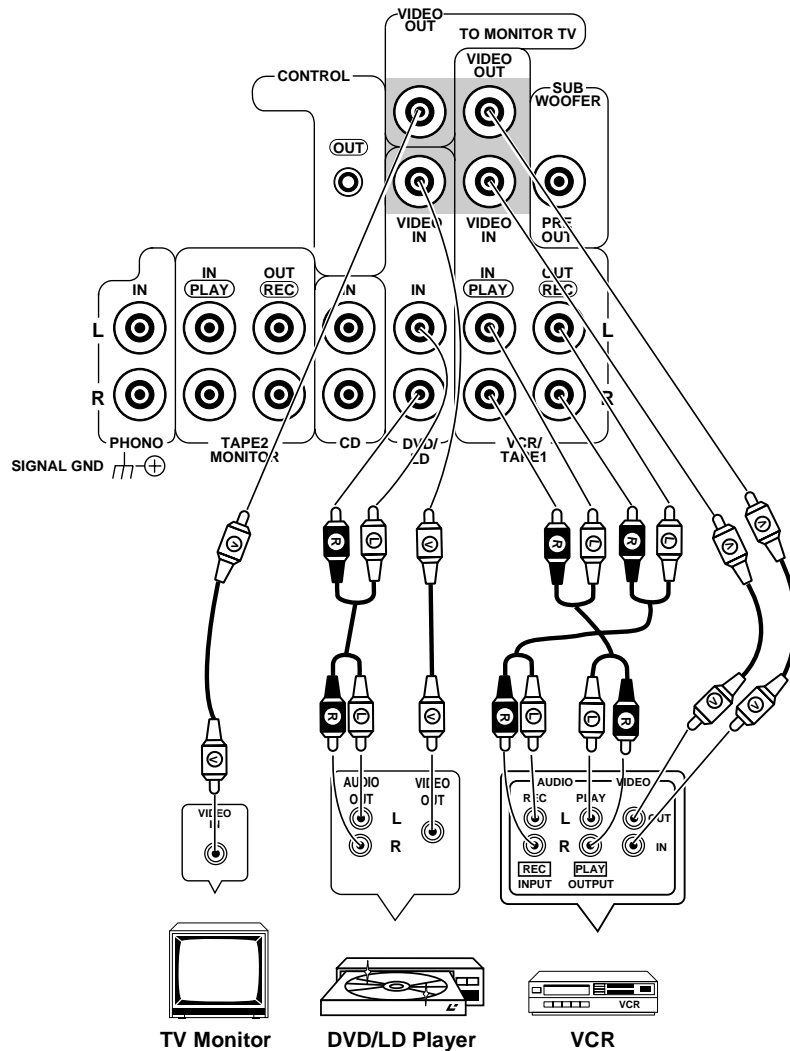 VIDEO
OUT
TO MONITOR TV
VIDEO
OUT
CONTROL
SUB
WOOFER
OUT
VIDEO
IN
VIDEO
IN
PRE
OUT
IN
IN
PLAY
OUT
REC
IN
IN
IN
PLAY
OUT
REC
L
L
R
R
PHONO
TAPE2
MONITOR
CD
DVD/
LD
VCR/
TAPE1
SIGNAL GND
V
R
L
V
R
L
R
L
V
V
V
R
L
V
R
L
L
R
V
V
VIDEO
IN
AUDIO
OUT
VIDEO
OUT
L
R
AUDIO
VIDEO
REC
PLAY
L
OUT
R
IN
REC
PLAY
INPUT
OUTPUT
VCR
TV Monitor
DVD/LD Player
VCR